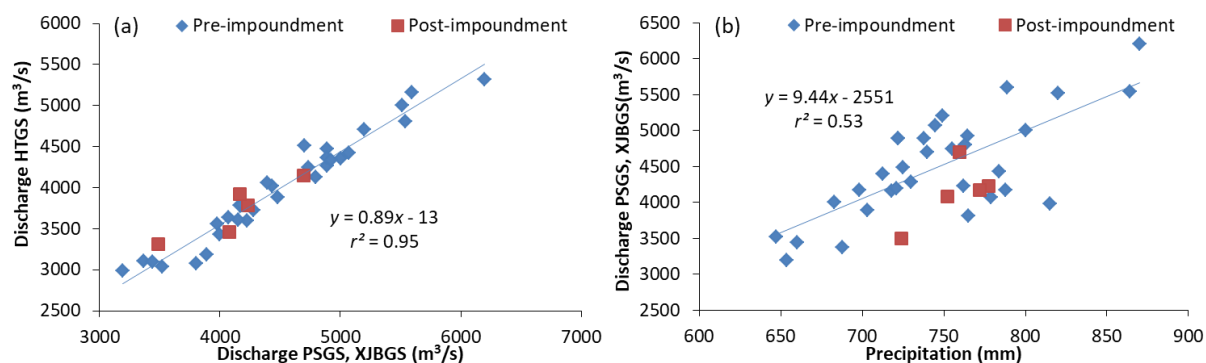 (a)
Pre-impoundment
Post-impoundment
6000
5500
5000
4500
4000
3500
3000
2500
Discharge HTGS (m³/s)
y = 0.89x - 13
r² = 0.95
3000
4000
5000
6000
7000
Discharge PSGS, XJBGS (m³/s)
(b)
Pre-impoundment
Post-impoundment
6500
6000
5500
5000
4500
4000
3500
3000
2500
Discharge PSGS, XJBGS(m³/s)
y = 9.44x - 2551
r² = 0.53
600
650
700
750
800
850
900
Precipitation (mm)